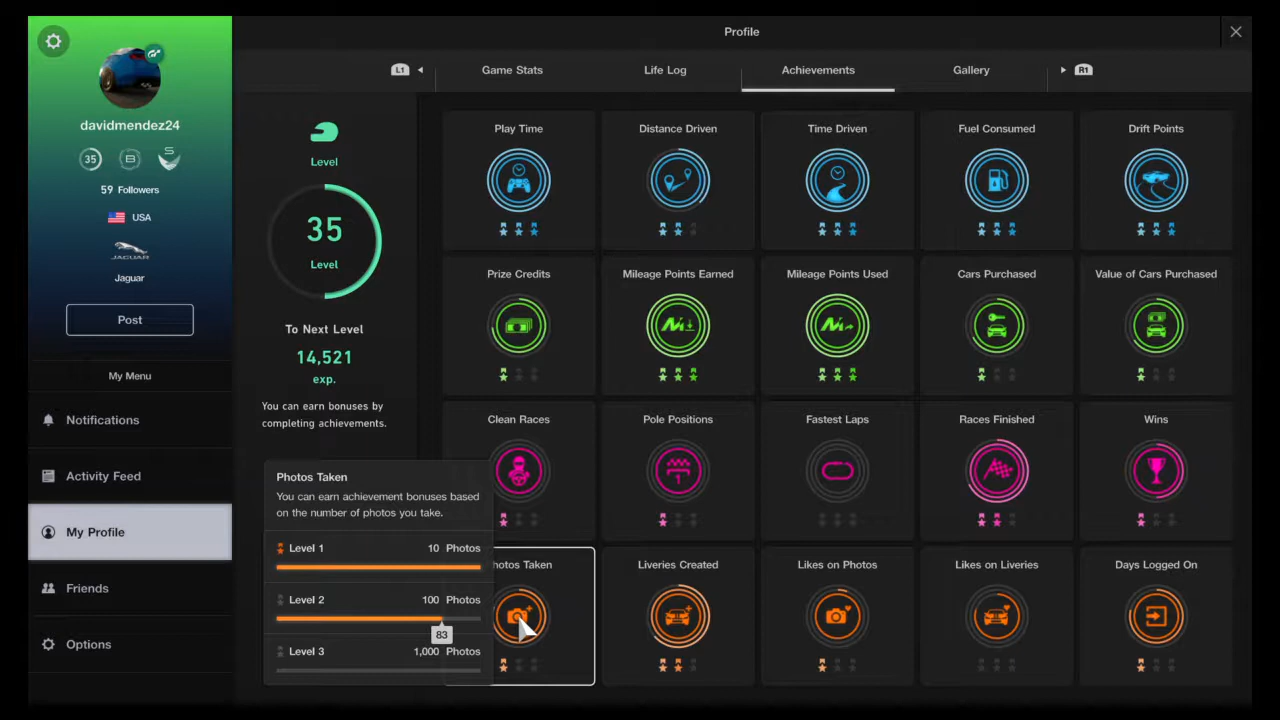 Profile
L1
Game Stats
Life Log
Achievements
Gallery
R1
davidmendez24
35
B
S
59 Followers
USA
JAGUAR
Jaguar
Post
My Menu
Notifications
Activity Feed
My Profile
Friends
Options
Level
35
Level
To Next Level
14,521
exp.
You can earn bonuses by
completing achievements.
Play Time
Distance Driven
Time Driven
Fuel Consumed
Drift Points
Prize Credits
Mileage Points Earned
Mileage Points Used
Cars Purchased
Value of Cars Purchased
Clean Races
Pole Positions
1
Fastest Laps
Races Finished
Wins
Photos Taken
You can earn achievement bonuses based
on the number of photos you take.
Level 1
10 Photos
Level 2
100 Photos
83
Level 3
1,000 Photos
hotos Taken
Liveries Created
Likes on Photos
Likes on Liveries
Days Logged On